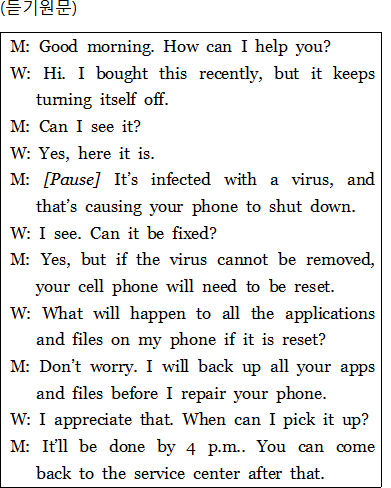 (듣기원문)
M: Good morning. How can I help you?
W: Hi. I bought this recently, but it keeps
turning itself off.
M: Can I see it?
W: Yes, here it is.
M: [Pause] It's infected with a virus, and
that's causing your phone to shut down.
W: I see. Can it be fixed?
M: Yes, but if the virus cannot be removed,
your cell phone will need to be reset.
W: What will happen to all the applications
and files on my phone if it is reset?
M: Don't worry. I will back up all your apps
and files before I repair your phone.
W: I appreciate that. When can I pick it up?
M: It'll be done by 4 p.m.. You can come
back to the service center after that.